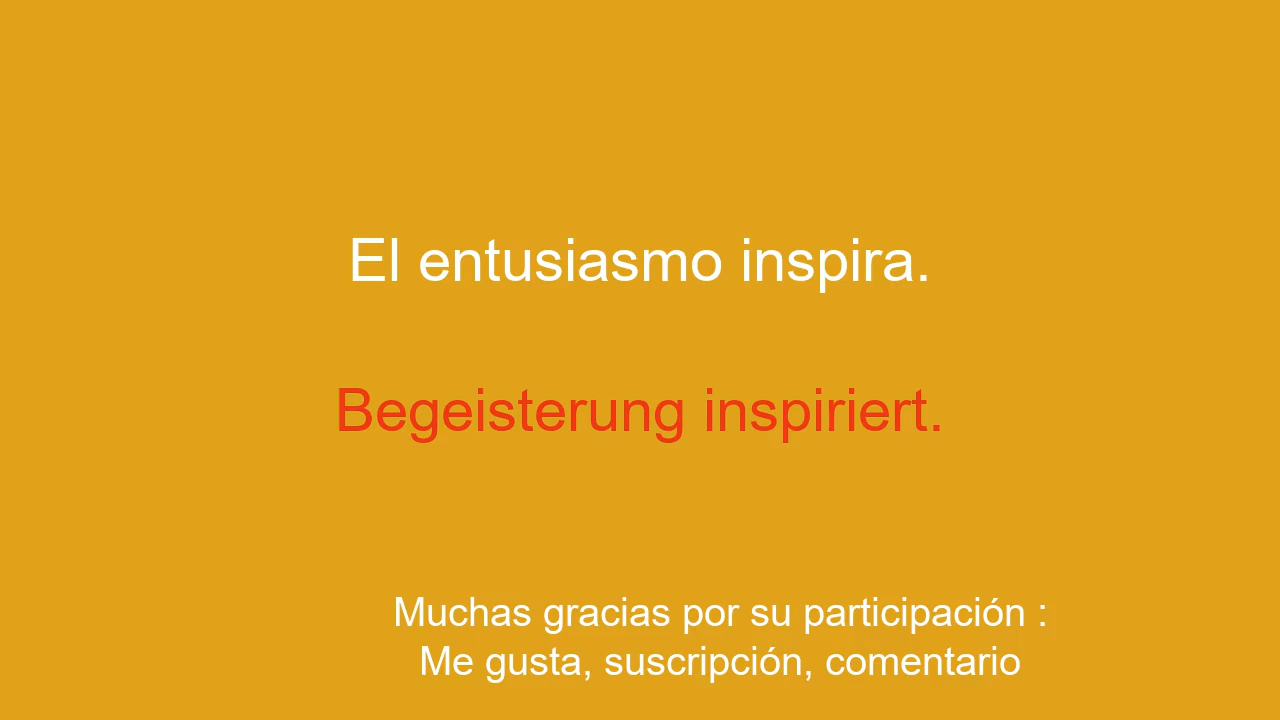 El entusiasmo inspira.
Begeisterung inspiriert.
Muchas gracias por su participación :
Me gusta, suscripción, comentario